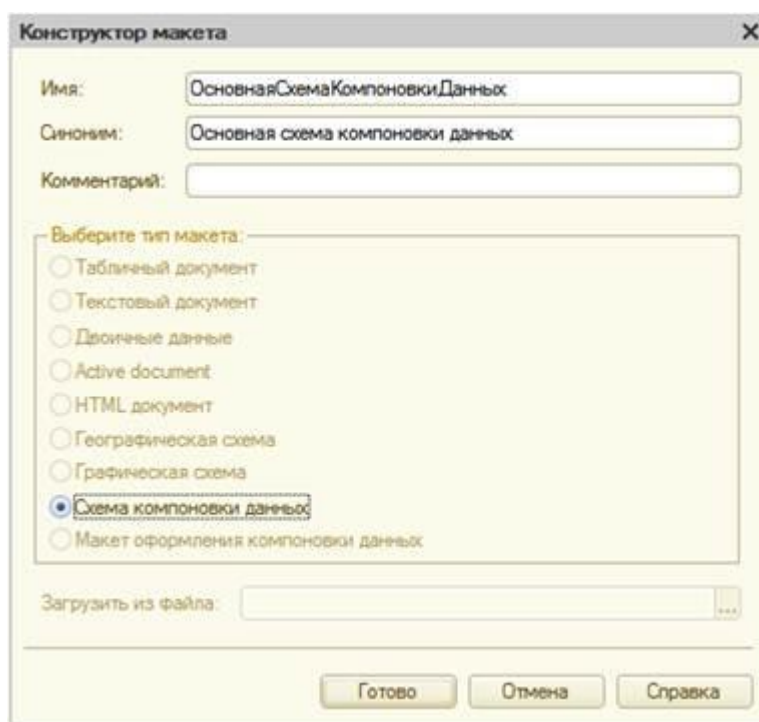 Конструктор макета
Имя: ОсновнаяСхемаКомпоновкиДанных
Синоним: Основная схема компоновки данных
Комментарий:
Выберите тип макета:
Табличный документ
Текстовый документ
Двоичные данные
Active document
HTML документ
Географическая схема
Графическая схема
Схема компоновки данных
Макет оформления компоновки данных
Загрузить из файла: ...
Готово Отмена Справка